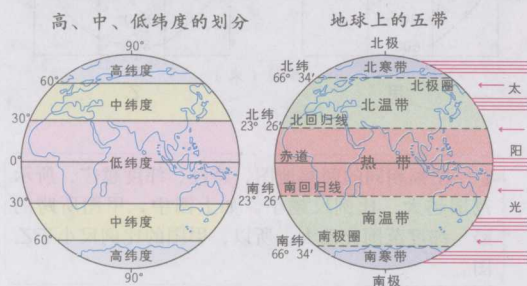 高、中、低纬度的划分
90°
高纬度
60°
中纬度
30°
低纬度
0°
30°
中纬度
60°
高纬度
90°
地球上的五带
北极
北纬
66° 34′
北寒带
北极圈
太
北温带
北纬
23° 26′
北回归线
阳
赤道
热 带
南纬
23° 26′
南回归线
光
南温带
南纬
66° 34′
南极圈
南寒带
南极